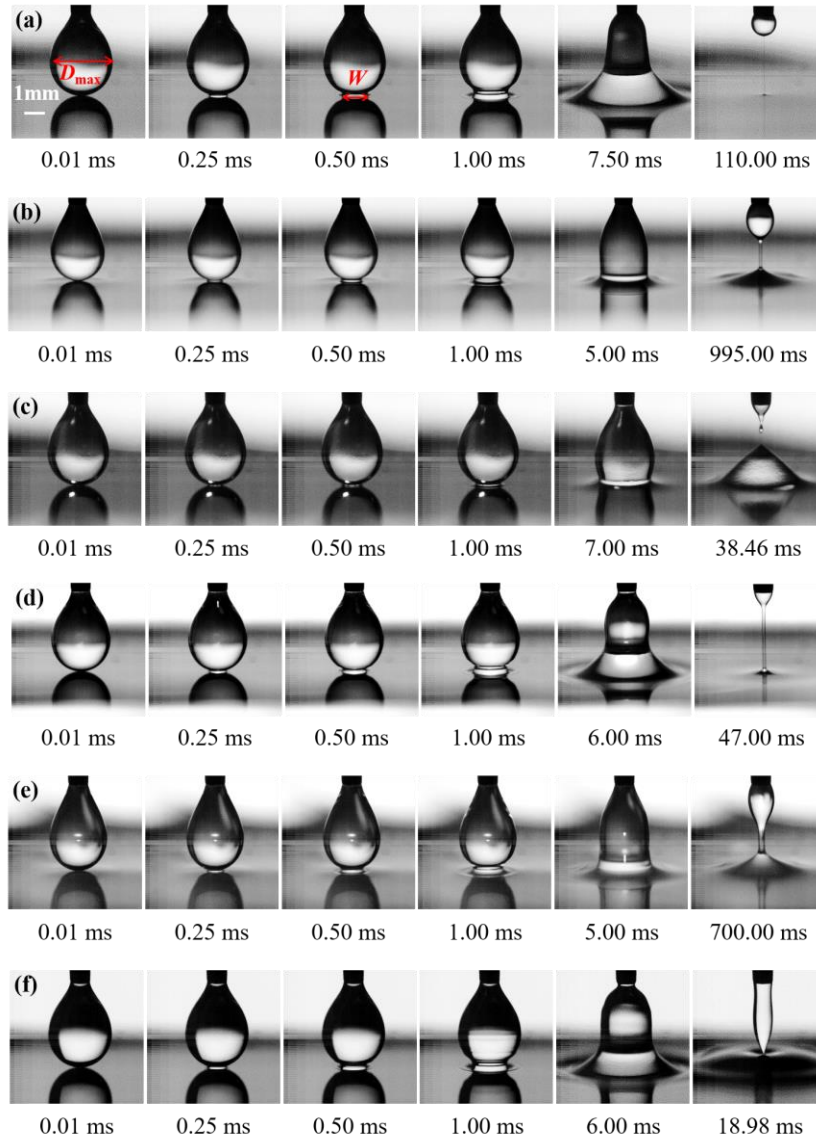 (a)
D_max
W
1mm
0.01 ms 0.25 ms 0.50 ms 1.00 ms 7.50 ms 110.00 ms
(b)
0.01 ms 0.25 ms 0.50 ms 1.00 ms 5.00 ms 995.00 ms
(c)
0.01 ms 0.25 ms 0.50 ms 1.00 ms 7.00 ms 38.46 ms
(d)
0.01 ms 0.25 ms 0.50 ms 1.00 ms 6.00 ms 47.00 ms
(e)
0.01 ms 0.25 ms 0.50 ms 1.00 ms 5.00 ms 700.00 ms
(f)
0.01 ms 0.25 ms 0.50 ms 1.00 ms 6.00 ms 18.98 ms